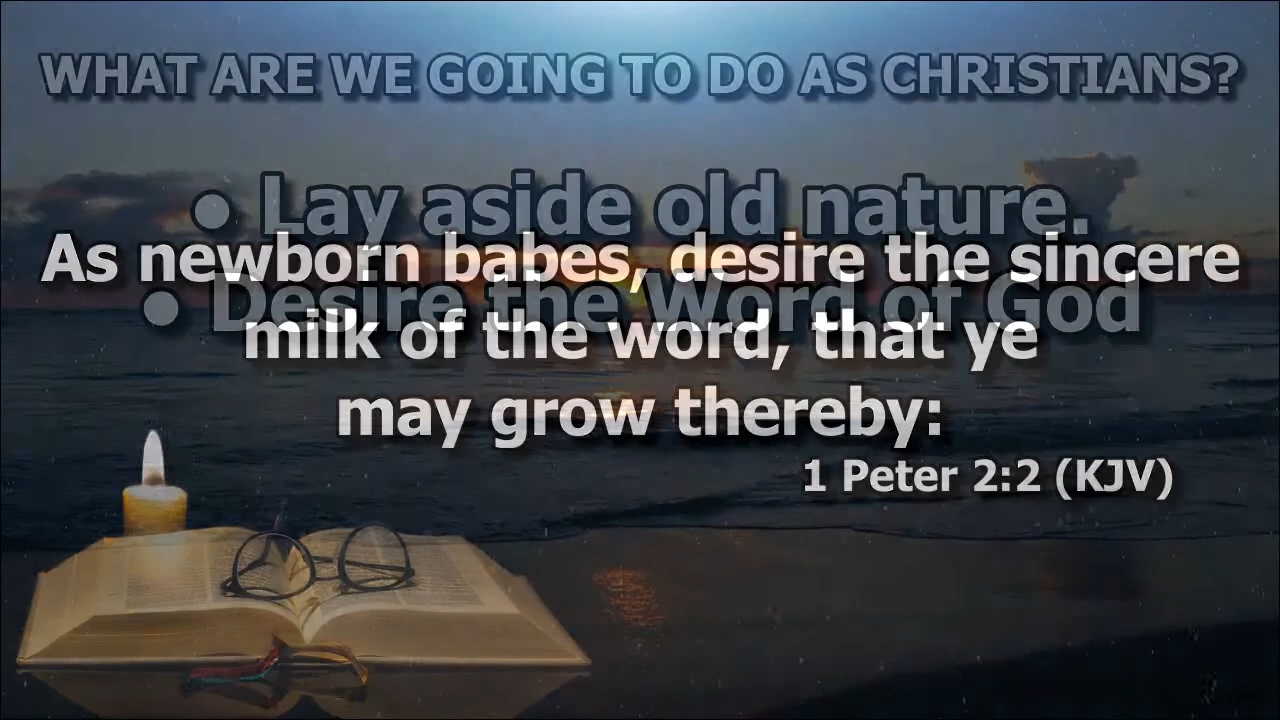 WHAT ARE WE GOING TO DO AS CHRISTIANS?
• Lay aside old nature.
As newborn babes, desire the sincere
• Desire the Word of God
milk of the word, that ye
may grow thereby:
1 Peter 2:2 (KJV)